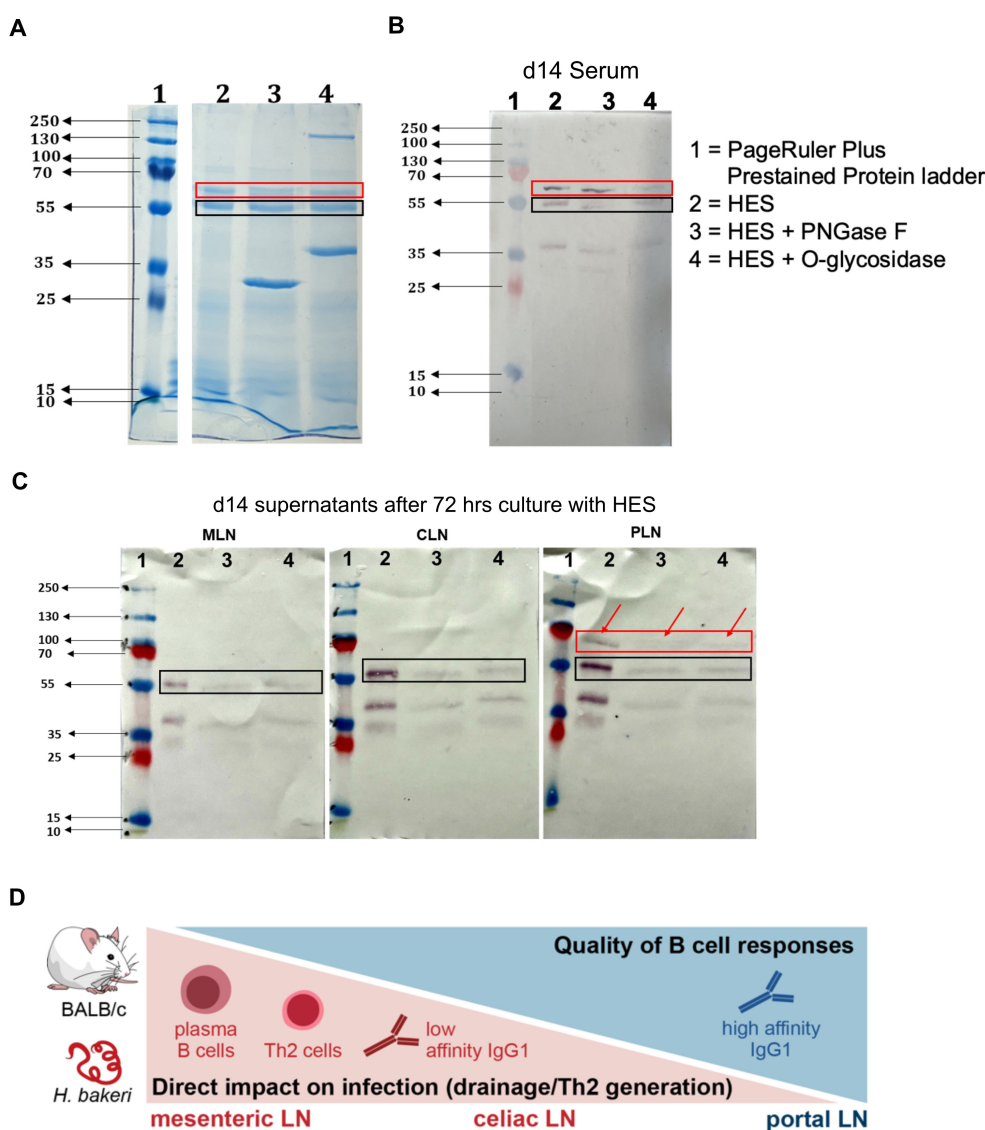 A
1 2 3 4
250
130
100
70
55
35
25
15
10
B
d14 Serum
1 2 3 4
250
100
130
70
55
35
25
15
10
1 = PageRuler Plus
Prestained Protein ladder
2 = HES
3 = HES + PNGase F
4 = HES + O-glycosidase
C
d14 supernatants after 72 hrs culture with HES
MLN CLN PLN
1 2 3 4 1 2 3 4 1 2 3 4
250
130
100
70
55
35
25
15
10
D
BALB/c
H. bakeri
Quality of B cell responses
plasma
B cells
Th2 cells
low
affinity IgG1
high affinity
IgG1
Direct impact on infection (drainage/Th2 generation)
mesenteric LN celiac LN portal LN